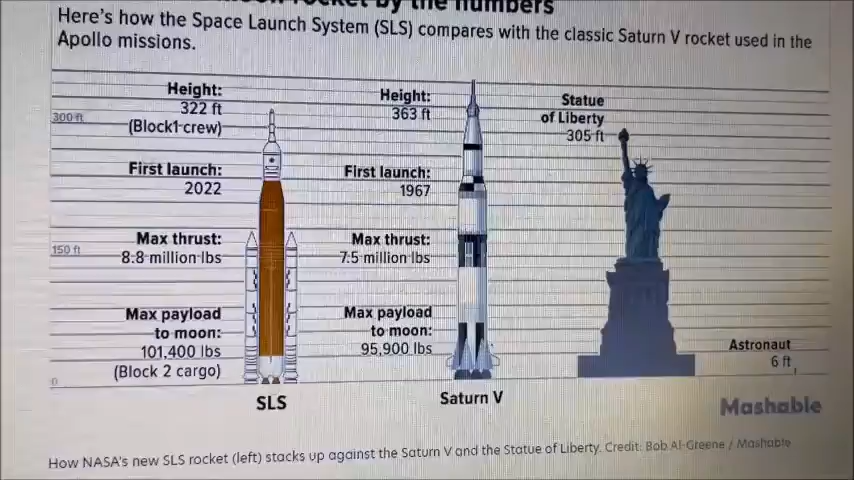 rocket by the numbers
Here's how the Space Launch System (SLS) compares with the classic Saturn V rocket used in the
Apollo missions.
Height:
322 ft
(Block1 crew)
First launch:
2022
Max thrust:
8.8 million lbs
Max payload
to moon:
101,400 lbs
(Block 2 cargo)
SLS
Height:
363 ft
First launch:
1967
Max thrust:
7.5 million lbs
Max payload
to moon:
95,900 lbs
Saturn V
Statue
of Liberty
305 ft
Astronaut
6 ft
300 ft
150 ft
0
Mashable
How NASA's new SLS rocket (left) stacks up against the Saturn V and the Statue of Liberty. Credit: Bob Al-Greene / Mashable